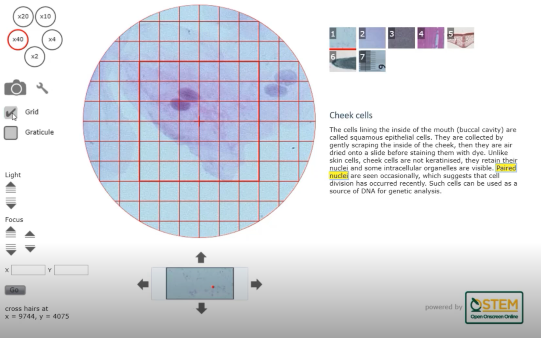 x20
x10
x40
x4
x2
Grid
Graticule
Light
Focus
X
Y
Go
cross hairs at
x = 9744, y = 4075
1
2
3
4
5
6
7
9
Cheek cells
The cells lining the inside of the mouth (buccal cavity) are
called squamous epithelial cells. They are collected by
gently scraping the inside of the cheek, then they are air
dried onto a slide before staining them with dye. Unlike
skin cells, cheek cells are not keratinised, they retain their
nuclei and some intracellular organelles are visible. Paired
nuclei are seen occasionally, which suggests that cell
division has occurred recently. Such cells can be used as a
source of DNA for genetic analysis.
powered by
OSTEM
Open Onscreen Online